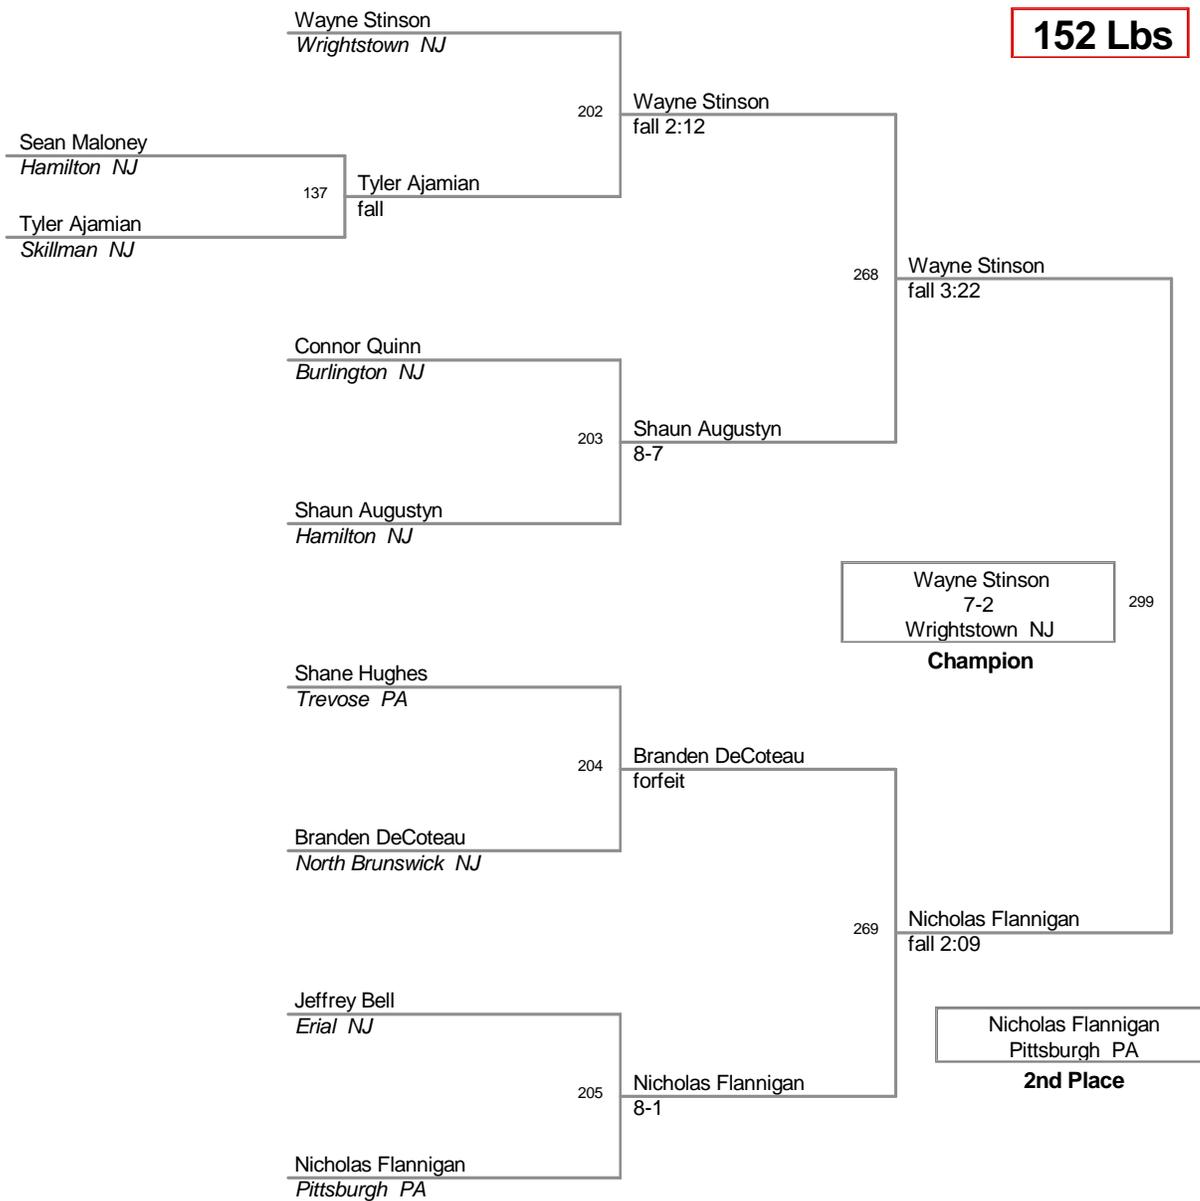 152 Lbs
Wayne Stinson
Wrightstown  NJ
202
Wayne Stinson
fall 2:12
Sean Maloney
Hamilton  NJ
137
Tyler Ajamian
fall
Tyler Ajamian
Skillman  NJ
268
Wayne Stinson
fall 3:22
Connor Quinn
Burlington  NJ
203
Shaun Augustyn
8-7
Shaun Augustyn
Hamilton  NJ
Wayne Stinson
7-2
Wrightstown  NJ
299
Champion
Shane Hughes
Trevose  PA
204
Branden DeCoteau
forfeit
Branden DeCoteau
North Brunswick  NJ
269
Nicholas Flannigan
fall 2:09
Jeffrey Bell
Erial  NJ
Nicholas Flannigan
Pittsburgh  PA
2nd Place
205
Nicholas Flannigan
8-1
Nicholas Flannigan
Pittsburgh  PA